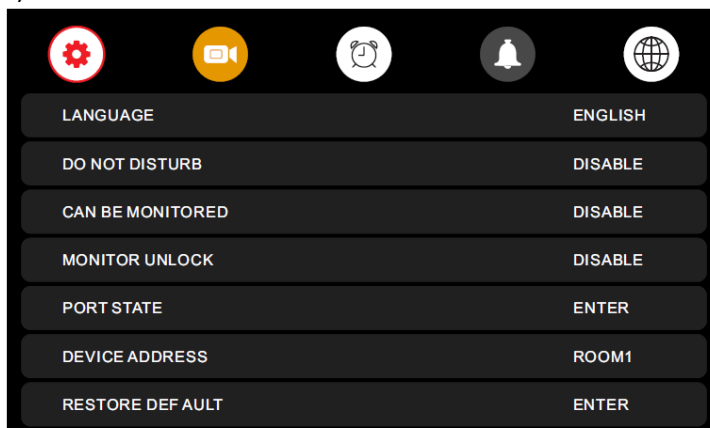 LANGUAGE ENGLISH
DO NOT DISTURB DISABLE
CAN BE MONITORED DISABLE
MONITOR UNLOCK DISABLE
PORT STATE ENTER
DEVICE ADDRESS ROOM1
RESTORE DEF AULT ENTER